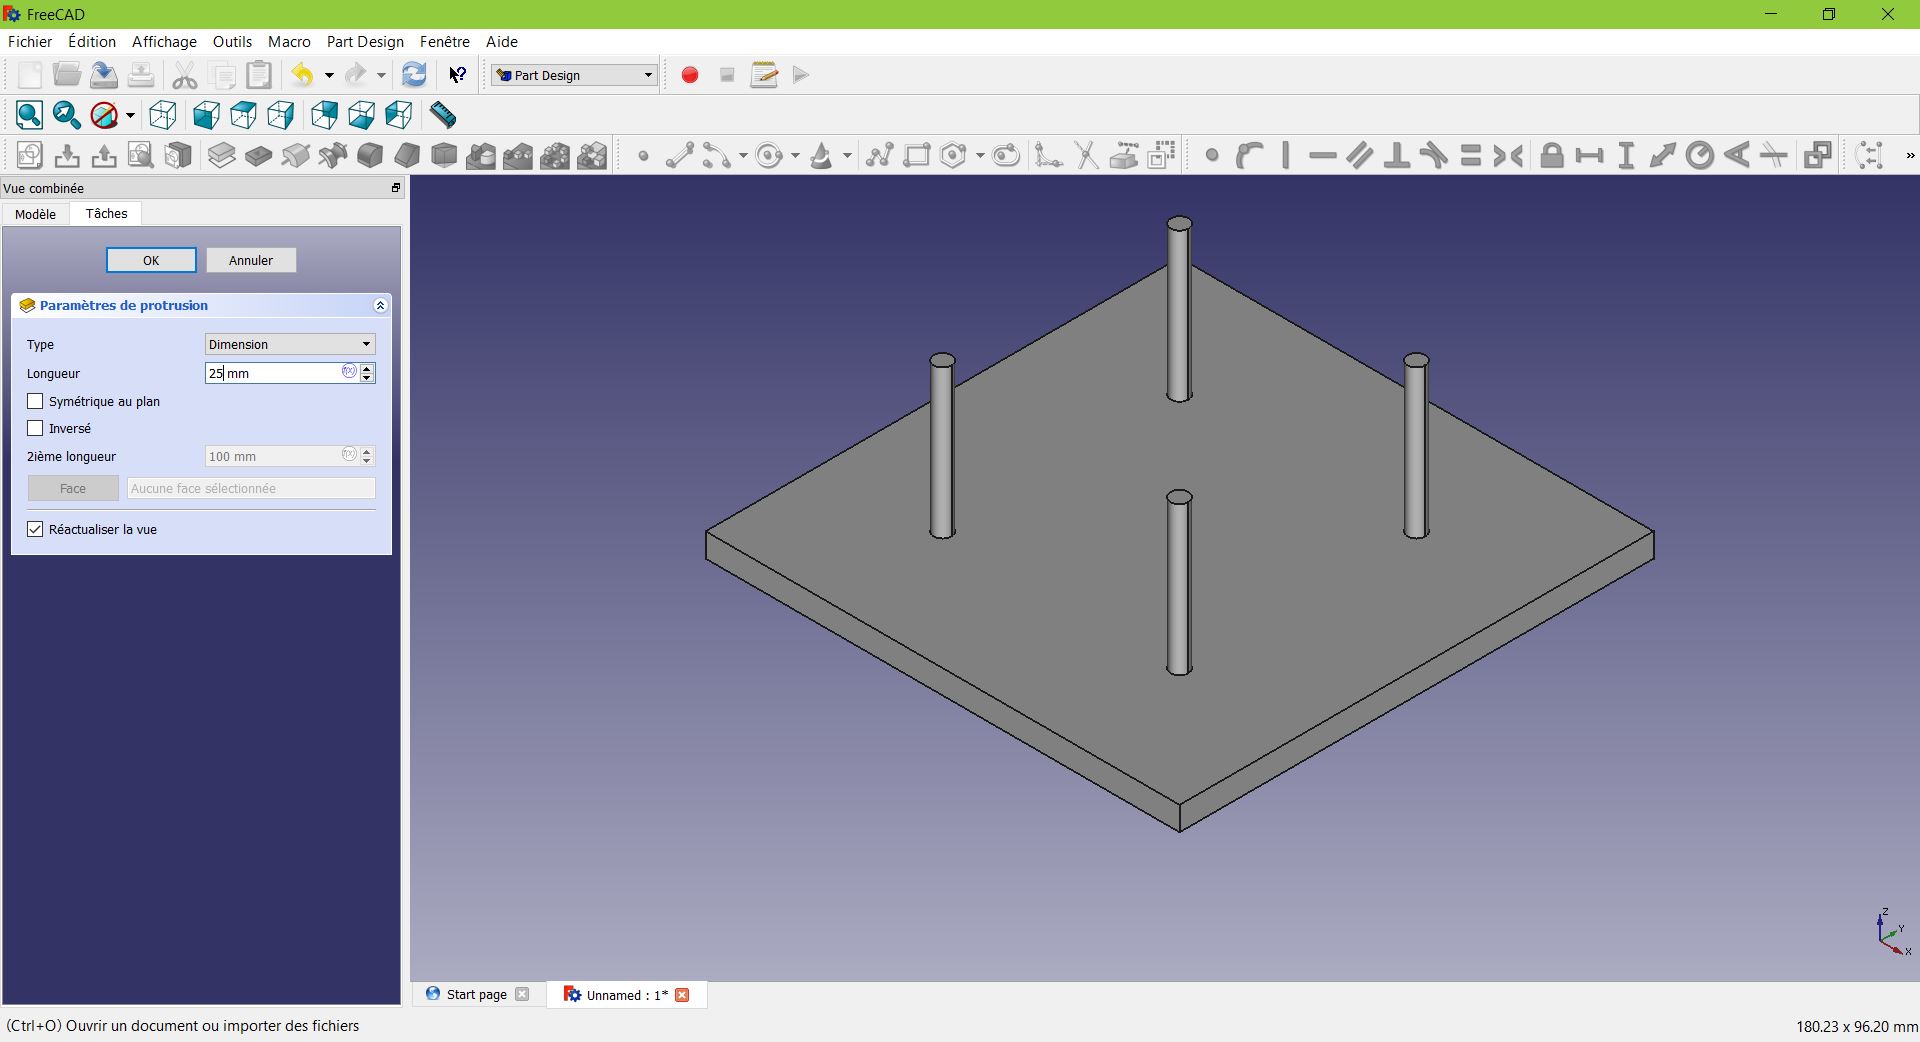 FreeCAD
Fichier Édition Affichage Outils Macro Part Design Fenêtre Aide
Part Design
»
Vue combinée
Modèle Tâches
OK Annuler
Paramètres de protrusion
Type Dimension
Longueur 25 mm f(x)
Symétrique au plan
Inversé
2ième longueur 100 mm f(x)
Face Aucune face sélectionnée
Réactualiser la vue
Z
Y
X
Start page Unnamed : 1*
(Ctrl+O) Ouvrir un document ou importer des fichiers 180.23 x 96.20 mm